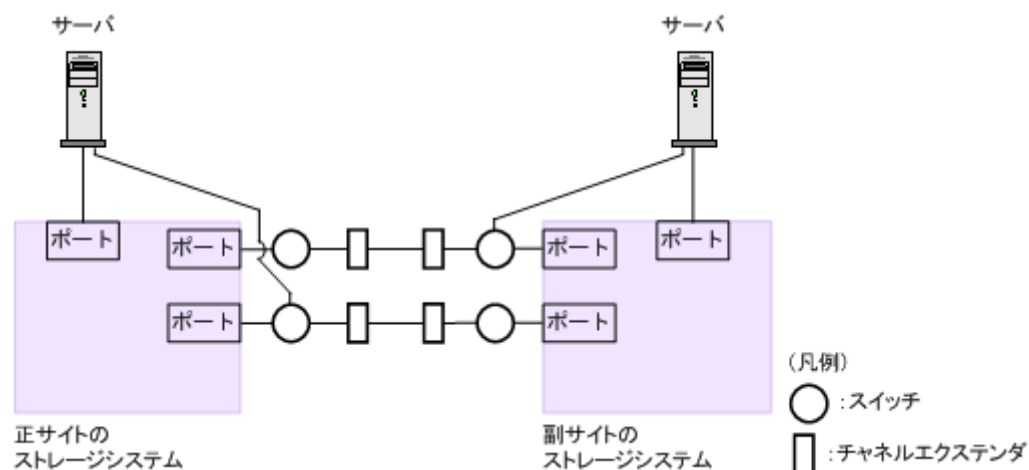 サーバ
サーバ
ポート
ポート
ポート
ポート
ポート
ポート
(凡例)
:スイッチ
:チャネルエクステンダ
正サイトの
ストレージシステム
副サイトの
ストレージシステム